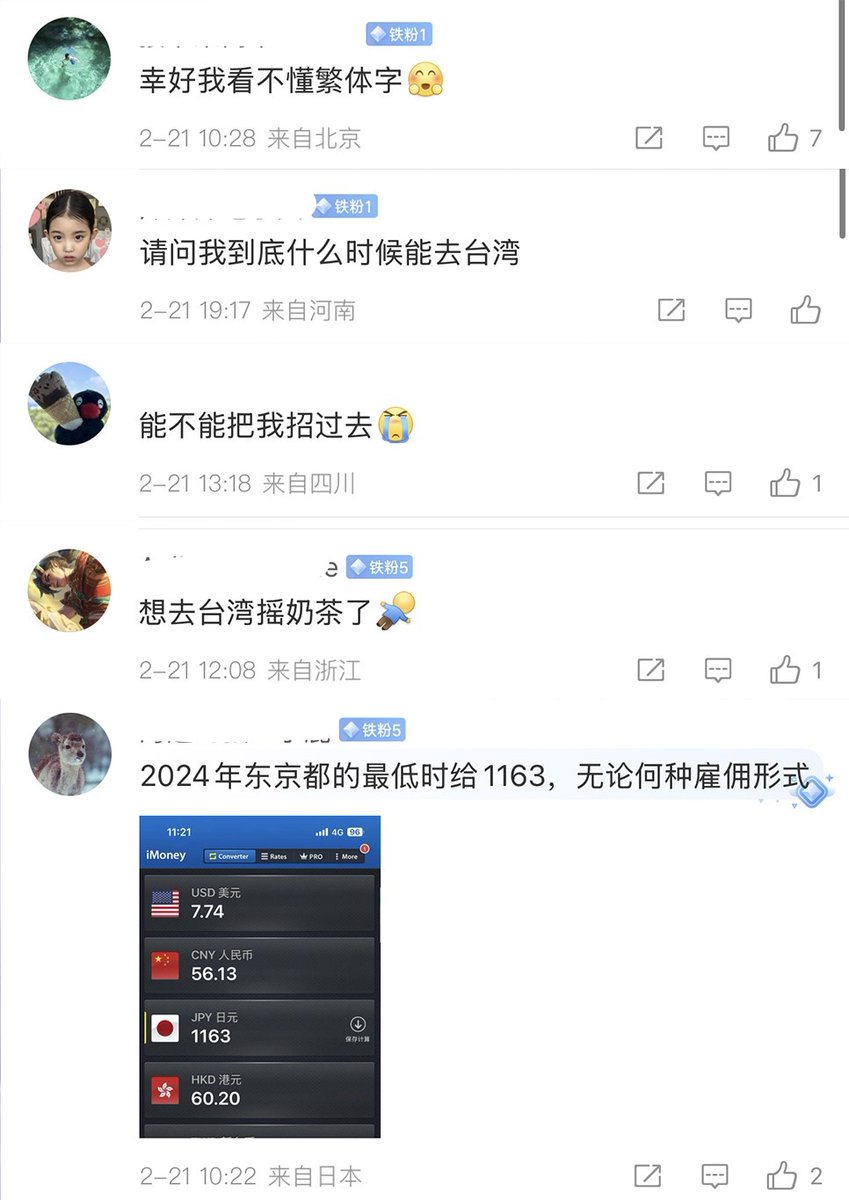 铁粉1
幸好我看不懂繁体字
2-21 10:28 来自北京
7
铁粉1
请问我到底什么时候能去台湾
2-21 19:17 来自河南
能不能把我招过去
2-21 13:18 来自四川
1
e 铁粉5
想去台湾摇奶茶了
2-21 12:08 来自浙江
1
铁粉5
2024年东京都的最低时给1163，无论何种雇佣形式
11:21 4G 96
iMoney Converter Rates PRO More 1
USD 美元
7.74
CNY 人民币
56.13
JPY 日元
1163
保存计算
HKD 港元
60.20
2-21 10:22 来自日本
2